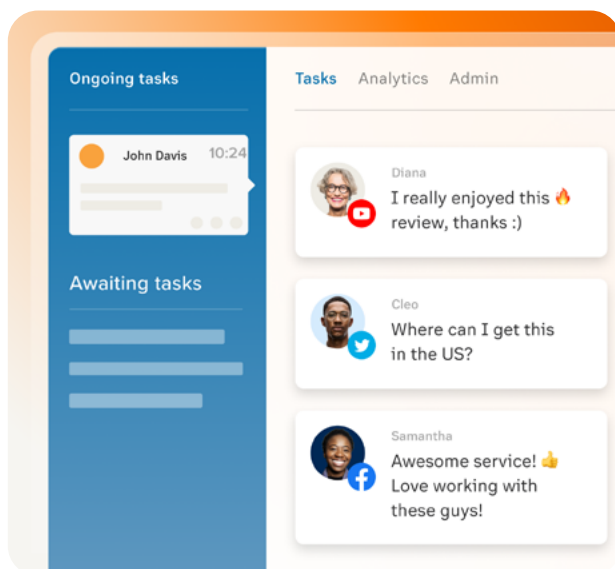 Ongoing tasks
John Davis 10:24
Awaiting tasks
Tasks Analytics Admin
Diana
I really enjoyed this 🔥
review, thanks :)
Cleo
Where can I get this
in the US?
Samantha
Awesome service! 👍
Love working with
these guys!